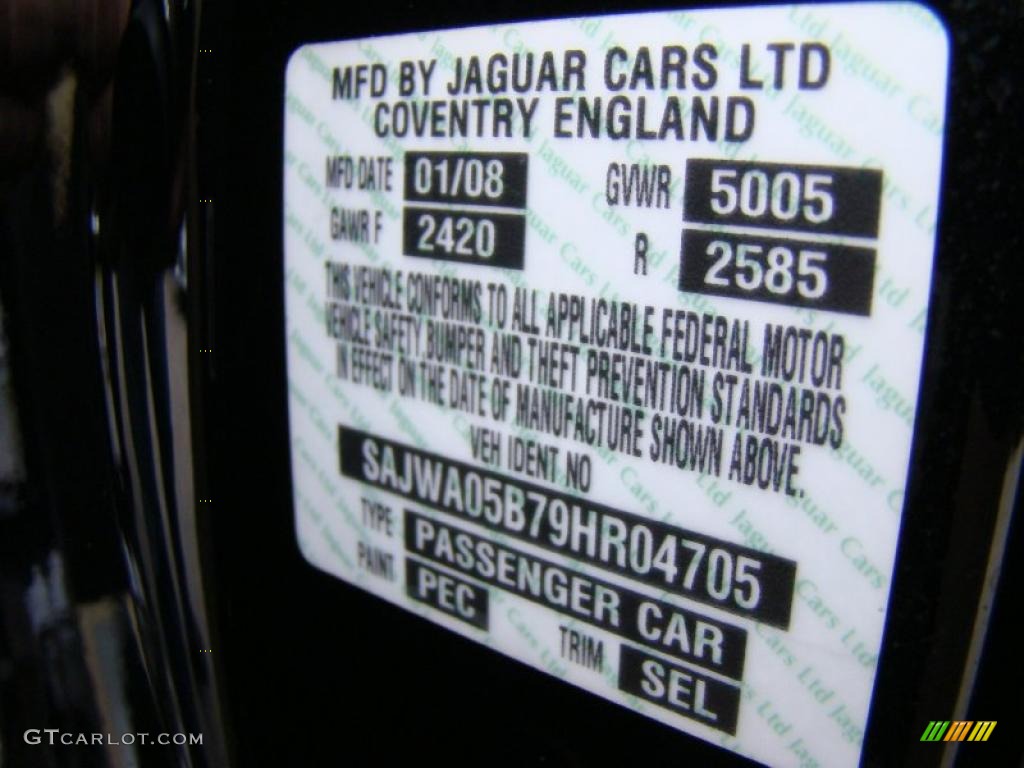 MFD BY JAGUAR CARS LTD
COVENTRY ENGLAND
MFD DATE 01/08 GVWR 5005
GAWR F 2420 R 2585
THIS VEHICLE CONFORMS TO ALL APPLICABLE FEDERAL MOTOR
VEHICLE SAFETY, BUMPER AND THEFT PREVENTION STANDARDS
IN EFFECT ON THE DATE OF MANUFACTURE SHOWN ABOVE.
VEH IDENT NO
SAJWA05B79HR04705
TYPE PASSENGER CAR
PAINT PEC TRIM SEL
GTCARLOT.COM